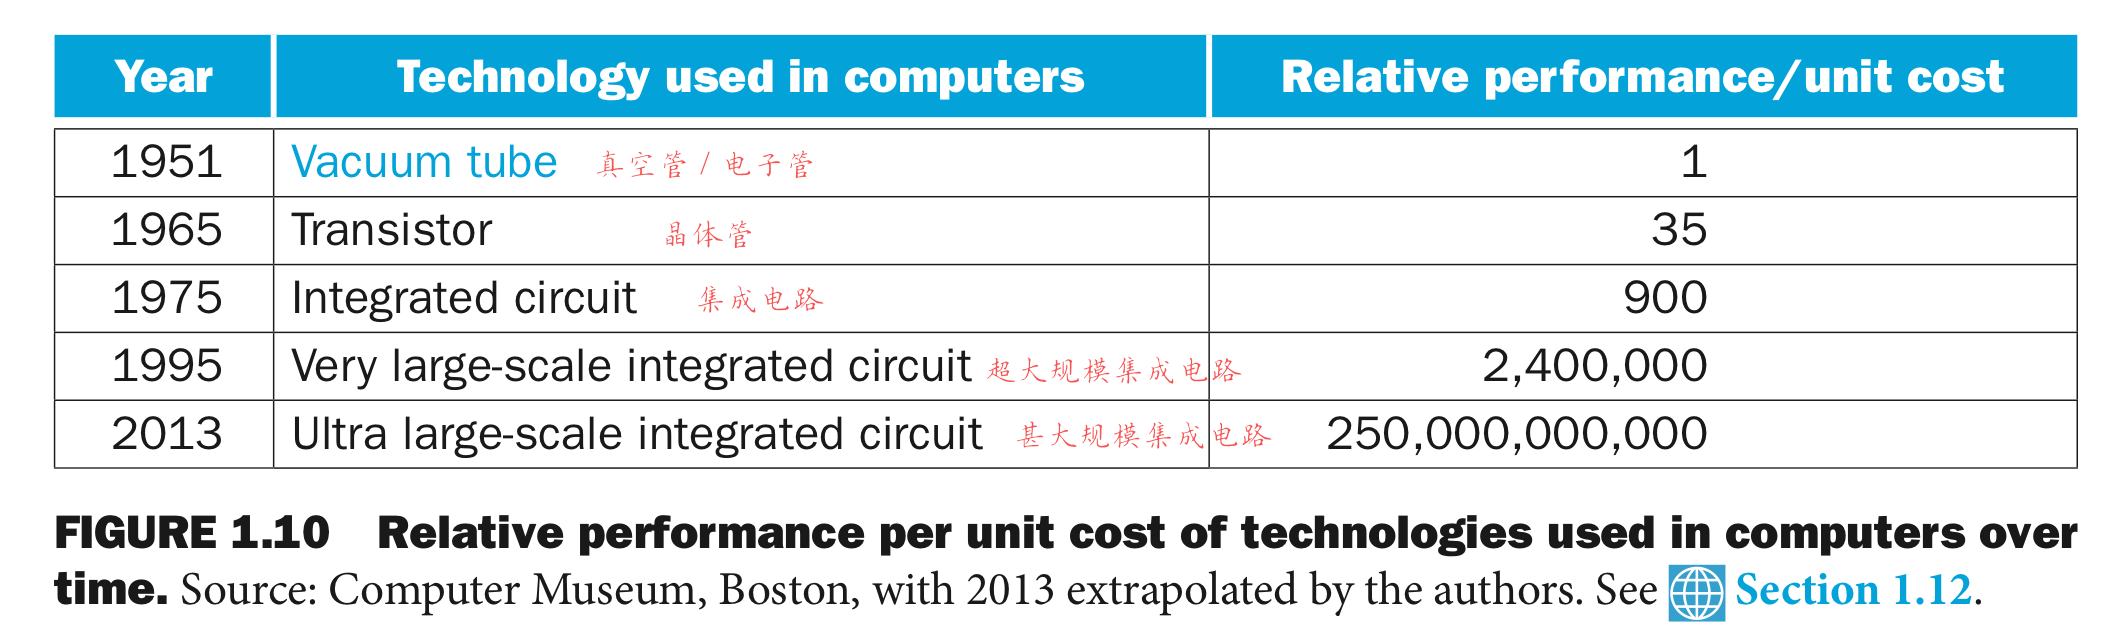 Year Technology used in computers Relative performance/unit cost
1951 Vacuum tube 真空管 / 电子管 1
1965 Transistor 晶体管 35
1975 Integrated circuit 集成电路 900
1995 Very large-scale integrated circuit 超大规模集成电路 2,400,000
2013 Ultra large-scale integrated circuit 甚大规模集成电路 250,000,000,000
FIGURE 1.10 Relative performance per unit cost of technologies used in computers over
time. Source: Computer Museum, Boston, with 2013 extrapolated by the authors. See Section 1.12.